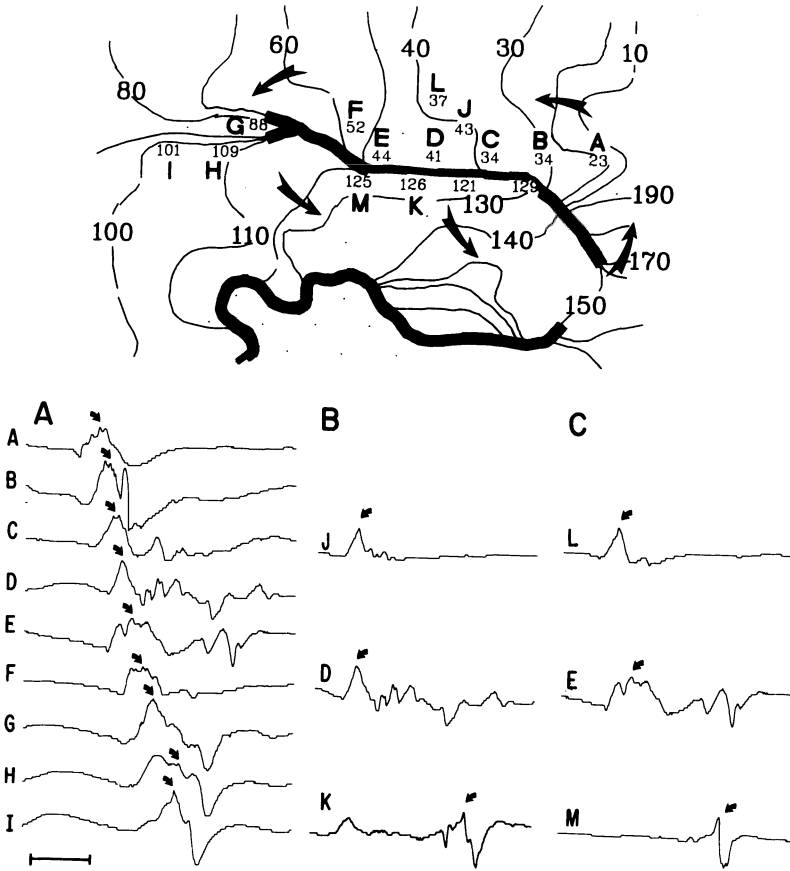 60 40 30 10
80
L
37
F J
52 43
G 88 E D C B A
44 41 34 34 23
101 109
I H
125 126 121 129
M K 130 190
100 110 140 170
150
A B C
A
B
C J L
D
E D E
F
G
H K M
I